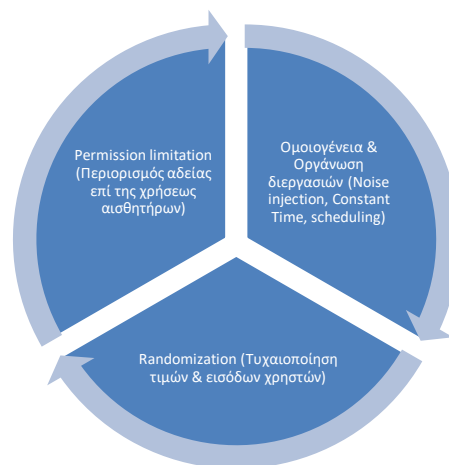 Permission limitation
(Περιορισμός αδείας
επί της χρήσεως
αισθητήρων)
Ομοιογένεια &
Οργάνωση
διεργασιών (Noise
injection, Constant
Time, scheduling)
Randomization (Τυχαιοποίηση
τιμών & εισόδων χρηστών)